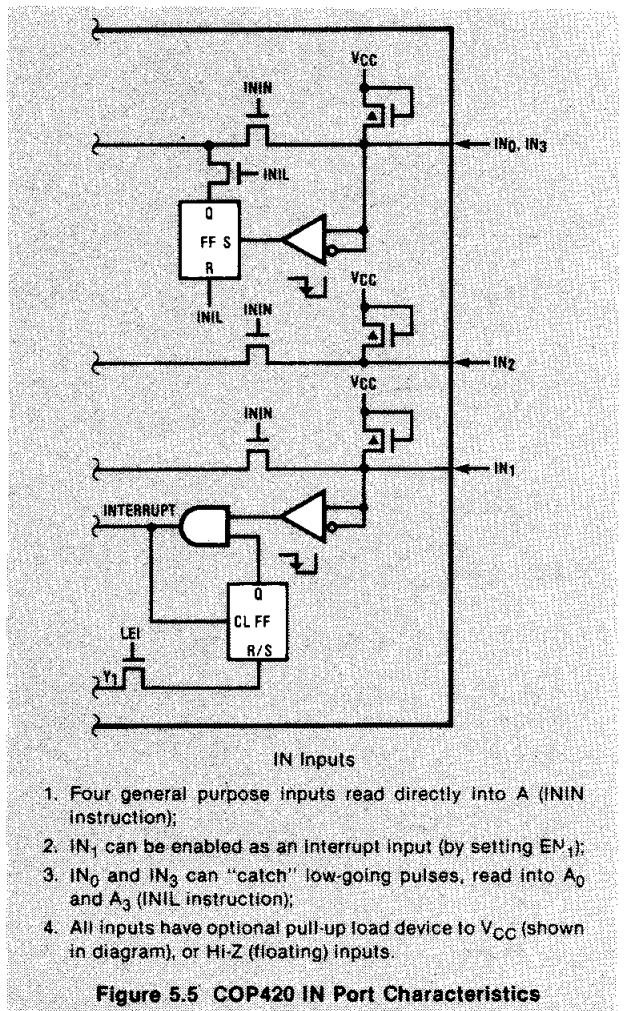 VCC
ININ
IN0, IN3
INIL
Q
FF S
R
INIL
VCC
ININ
IN2
VCC
ININ
IN1
INTERRUPT
Q
CL FF
R/S
LEI
Y1
IN Inputs
1. Four general purpose inputs read directly into A (ININ
instruction);
2. IN1 can be enabled as an interrupt input (by setting EN1);
3. IN0 and IN3 can "catch" low-going pulses, read into A0
and A3 (INIL instruction);
4. All inputs have optional pull-up load device to VCC (shown
in diagram), or Hi-Z (floating) inputs.
Figure 5.5 COP420 IN Port Characteristics